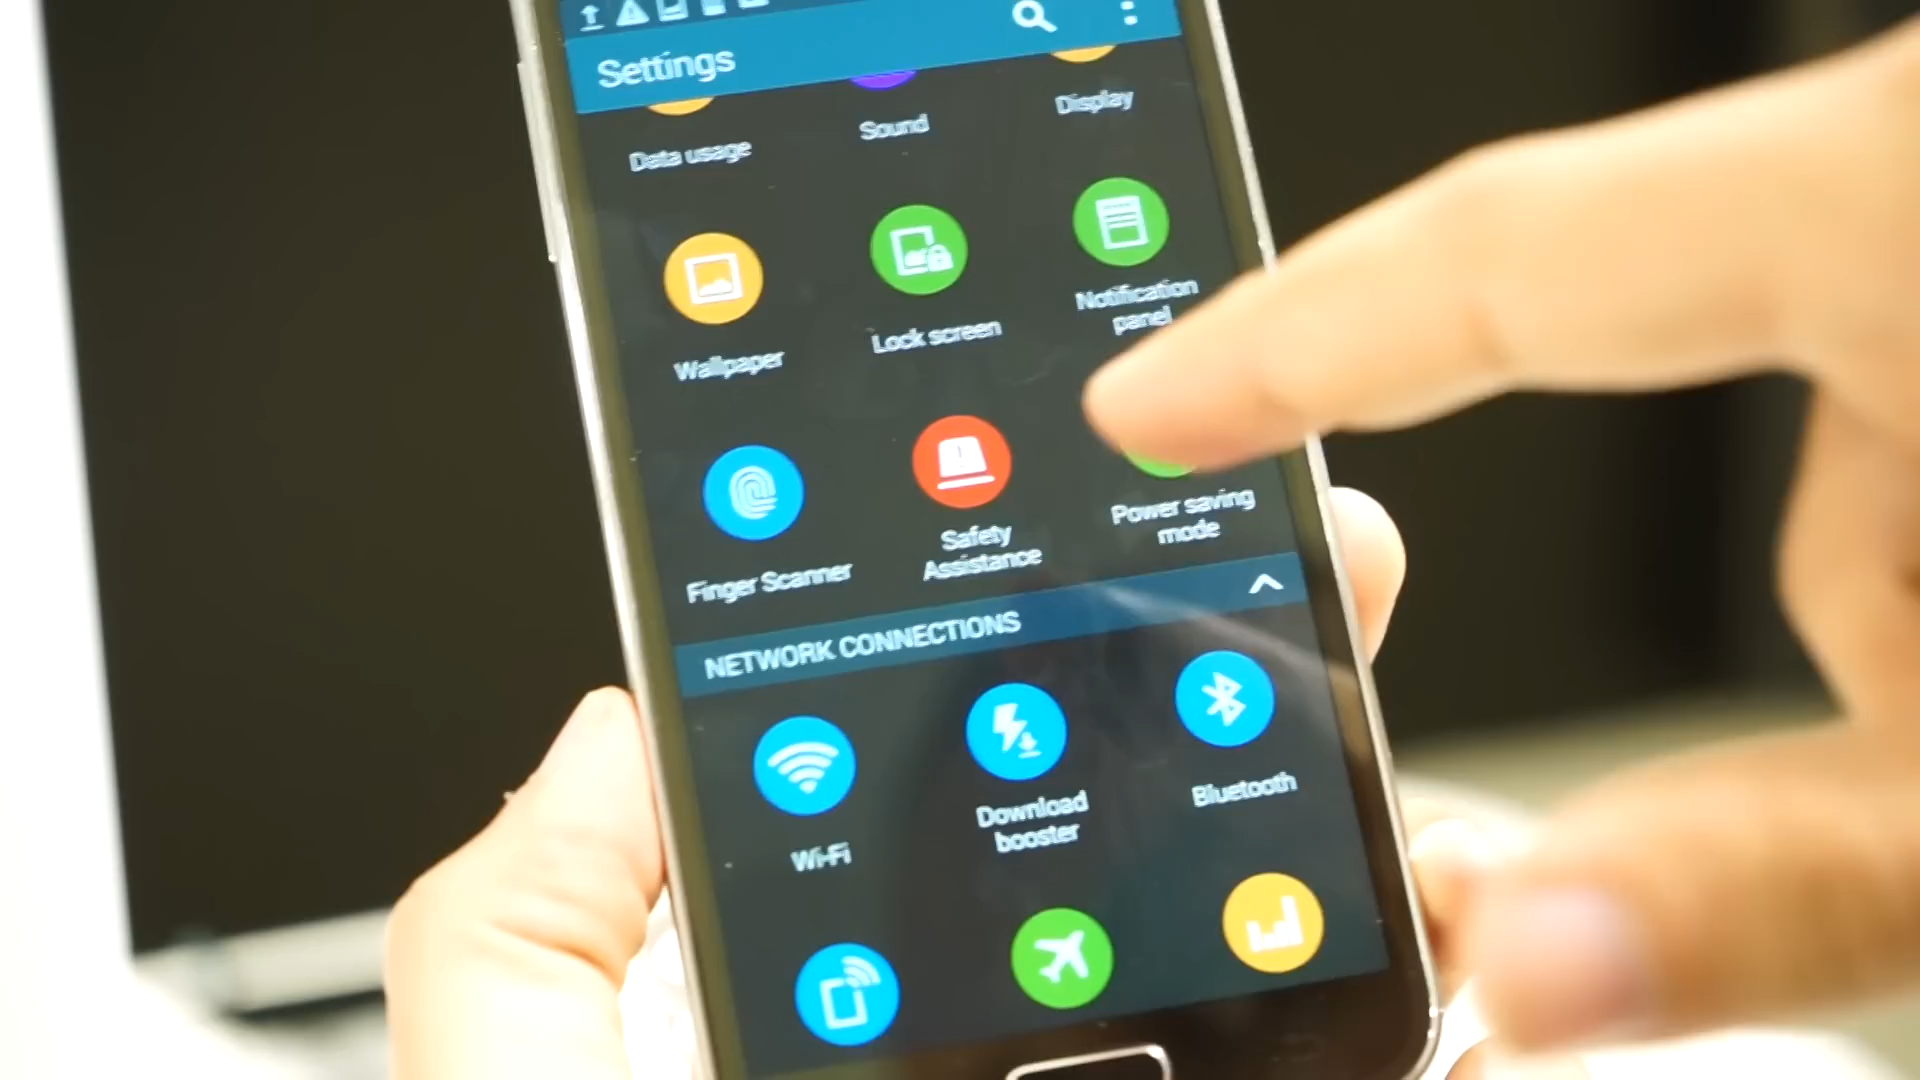 Settings
Data usage
Sound
Display
Wallpaper
Lock screen
Notification
panel
Finger Scanner
Safety
Assistance
Power saving
mode
NETWORK CONNECTIONS
Wi-Fi
Download
booster
Bluetooth